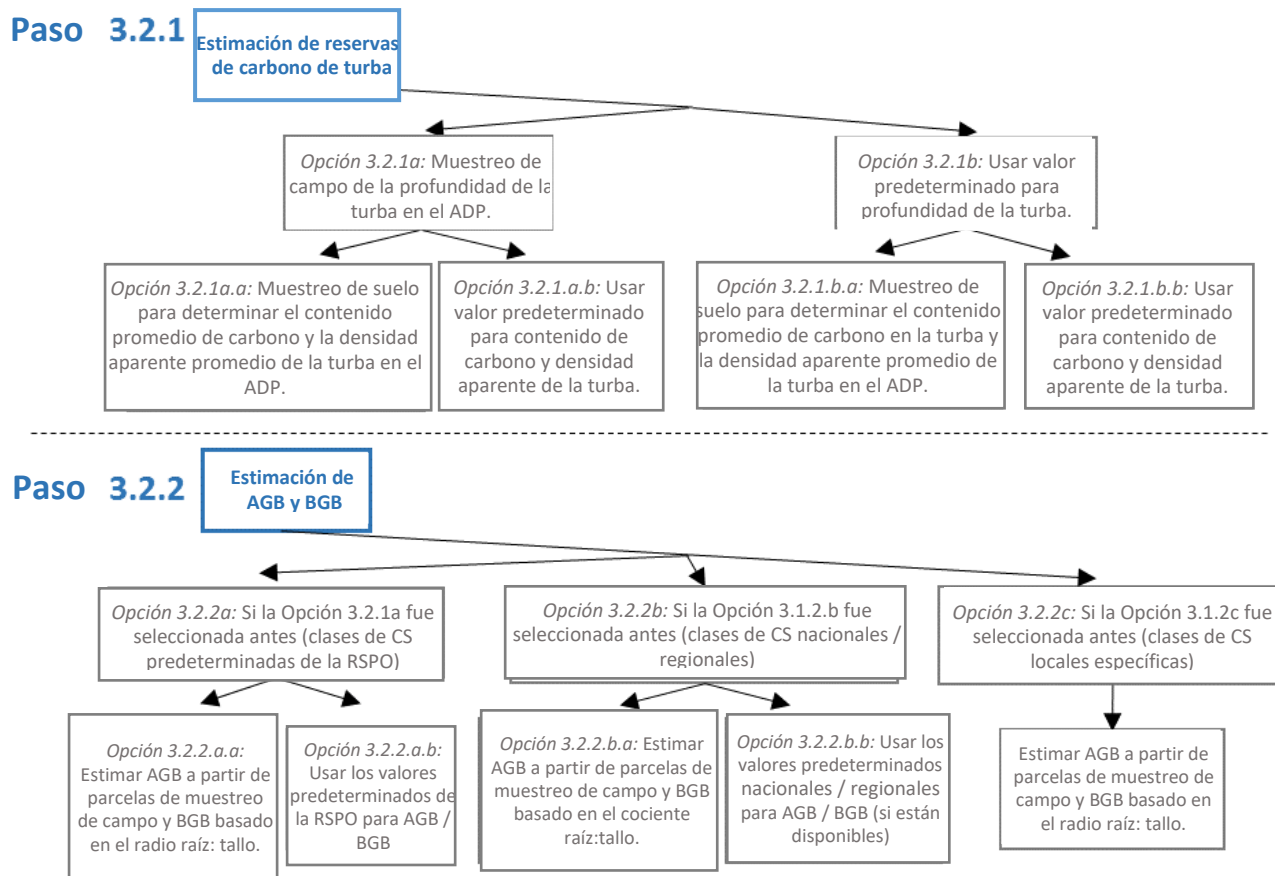 Paso 3.2.1
Estimación de reservas
de carbono de turba
Opción 3.2.1a: Muestreo de
campo de la profundidad de la
turba en el ADP.
Opción 3.2.1b: Usar valor
predeterminado para
profundidad de la turba.
Opción 3.2.1a.a: Muestreo de suelo
para determinar el contenido
promedio de carbono y la densidad
aparente promedio de la turba en el
ADP.
Opción 3.2.1.a.b: Usar
valor predeterminado
para contenido de
carbono y densidad
aparente de la turba.
Opción 3.2.1.b.a: Muestreo de
suelo para determinar el contenido
promedio de carbono en la turba y
la densidad aparente promedio de
la turba en el ADP.
Opción 3.2.1.b.b: Usar
valor predeterminado
para contenido de
carbono y densidad
aparente de la turba.
Paso 3.2.2
Estimación de
AGB y BGB
Opción 3.2.2a: Si la Opción 3.2.1a fue
seleccionada antes (clases de CS
predeterminadas de la RSPO)
Opción 3.2.2b: Si la Opción 3.1.2.b fue
seleccionada antes (clases de CS nacionales /
regionales)
Opción 3.2.2c: Si la Opción 3.1.2c fue
seleccionada antes (clases de CS
locales específicas)
Opción 3.2.2.a.a:
Estimar AGB a partir de
parcelas de muestreo
de campo y BGB basado
en el radio raíz: tallo.
Opción 3.2.2.a.b:
Usar los valores
predeterminados de
la RSPO para AGB /
BGB
Opción 3.2.2.b.a: Estimar
AGB a partir de parcelas de
muestreo de campo y BGB
basado en el cociente
raíz:tallo.
Opción 3.2.2.b.b: Usar los
valores predeterminados
nacionales / regionales
para AGB / BGB (si están
disponibles)
Estimar AGB a partir de
parcelas de muestreo de
campo y BGB basado en
el radio raíz: tallo.